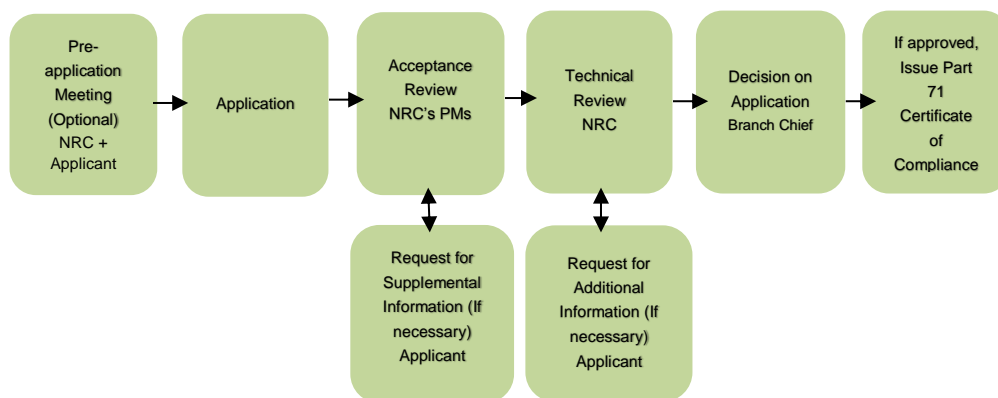 Pre-
application
Meeting
(Optional)
NRC +
Applicant
Application
Acceptance
Review
NRC's PMs
Technical
Review
NRC
Decision on
Application
Branch Chief
If approved,
Issue Part
71
Certificate
of
Compliance
Request for
Supplemental
Information (If
necessary)
Applicant
Request for
Additional
Information (If
necessary)
Applicant